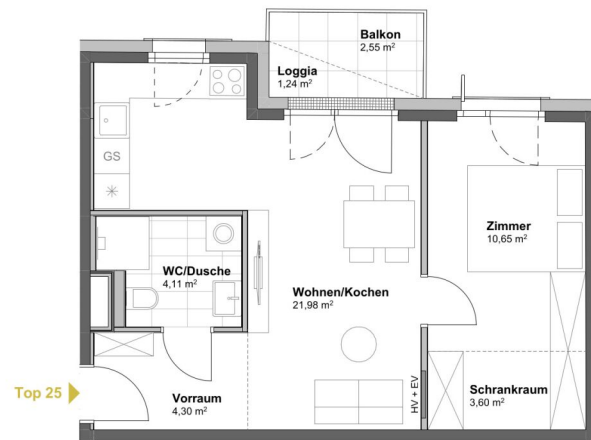 Balkon
2,55 m²
Loggia
1,24 m²
GS
Zimmer
10,65 m²
WC/Dusche
4,11 m²
Wohnen/Kochen
21,98 m²
Top 25
Vorraum
4,30 m²
HV + EV
Schrankraum
3,60 m²